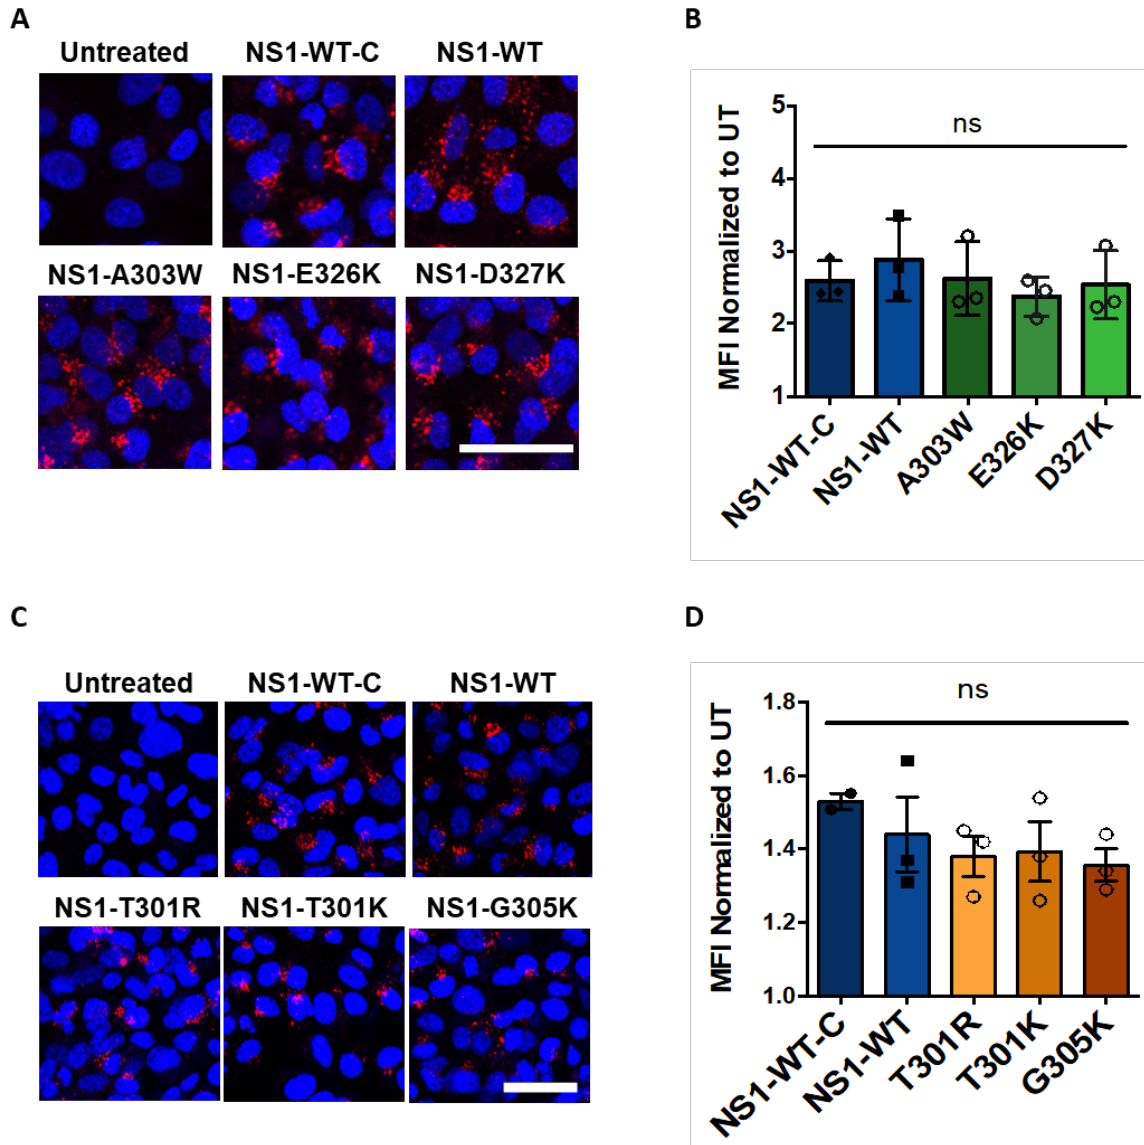 A
Untreated NS1-WT-C NS1-WT
NS1-A303W NS1-E326K NS1-D327K
B
MFI Normalized to UT
5
4
3
2
1
ns
NS1-WT-C
NS1-WT
A303W
E326K
D327K
C
Untreated NS1-WT-C NS1-WT
NS1-T301R NS1-T301K NS1-G305K
D
MFI Normalized to UT
1.8
1.6
1.4
1.2
1.0
ns
NS1-WT-C
NS1-WT
T301R
T301K
G305K